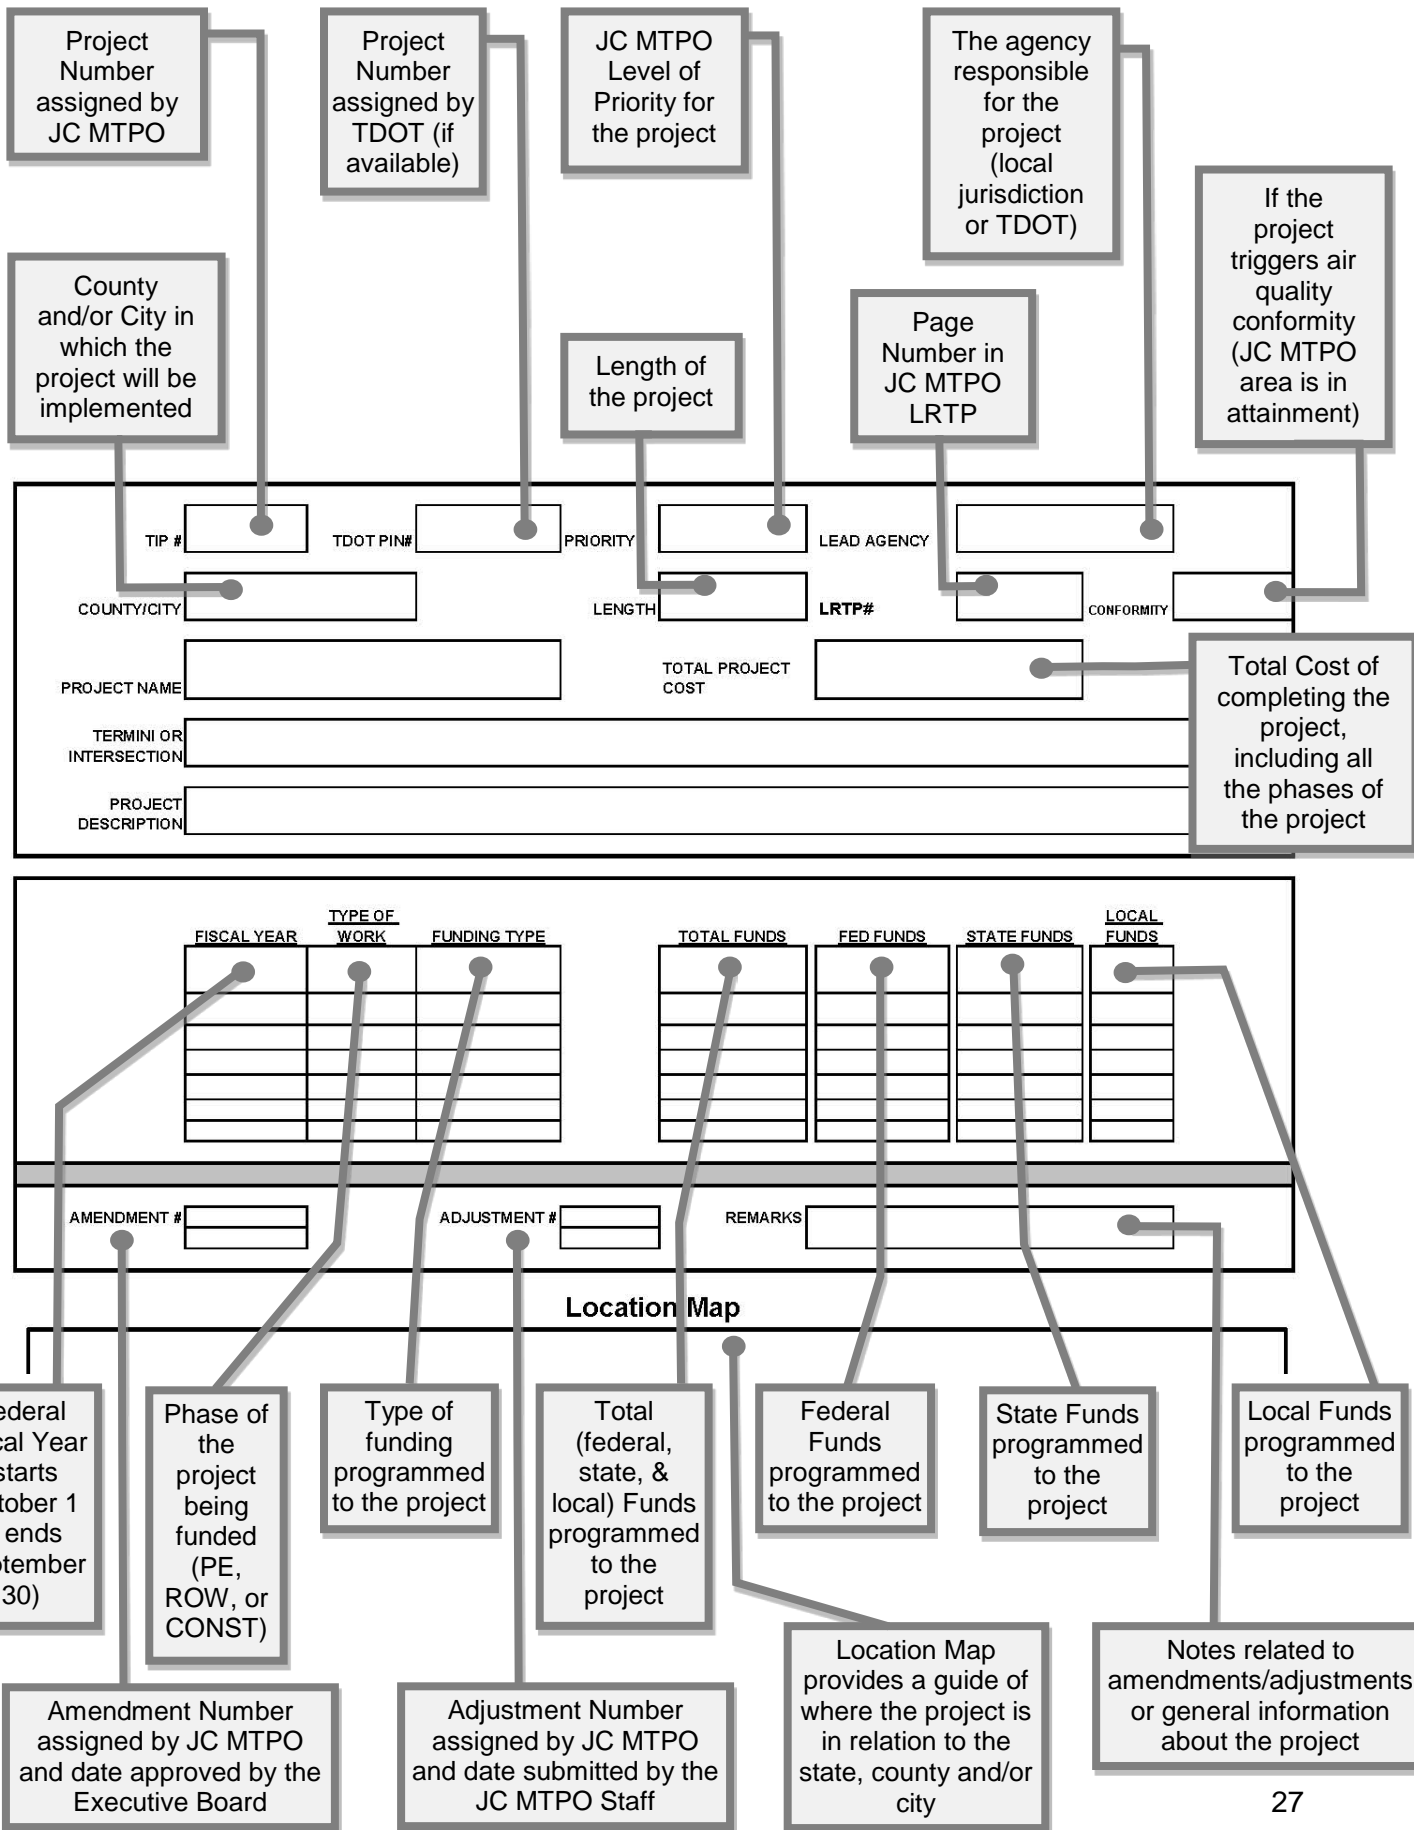 Project
Number
assigned by
JC MTPO
Project
Number
assigned by
TDOT (if
available)
JC MTPO
Level of
Priority for
the project
The agency
responsible
for the
project
(local
jurisdiction
or TDOT)
If the
project
triggers air
quality
conformity
(JC MTPO
area is in
attainment)
County
and/or City in
which the
project will be
implemented
Length of
the project
Page
Number in
JC MTPO
LRTP
TIP #
TDOT PIN#
PRIORITY
LEAD AGENCY
COUNTY/CITY
LENGTH
LRTP#
CONFORMITY
PROJECT NAME
TOTAL PROJECT
COST
Total Cost of
completing the
project,
including all
the phases of
the project
TERMINI OR
INTERSECTION
PROJECT
DESCRIPTION
FISCAL YEAR
TYPE OF
WORK
FUNDING TYPE
TOTAL FUNDS
FED FUNDS
STATE FUNDS
LOCAL
FUNDS
AMENDMENT #
ADJUSTMENT #
REMARKS
Location Map
ederal
cal Year
starts
tober 1
ends
ptember
30)
Phase of
the
project
being
funded
(PE,
ROW, or
CONST)
Type of
funding
programmed
to the project
Total
(federal,
state, &
local) Funds
programmed
to the
project
Federal
Funds
programmed
to the project
State Funds
programmed
to the
project
Local Funds
programmed
to the
project
Amendment Number
assigned by JC MTPO
and date approved by the
Executive Board
Adjustment Number
assigned by JC MTPO
and date submitted by the
JC MTPO Staff
Location Map
provides a guide of
where the project is
in relation to the
state, county and/or
city
Notes related to
amendments/adjustments
or general information
about the project
27